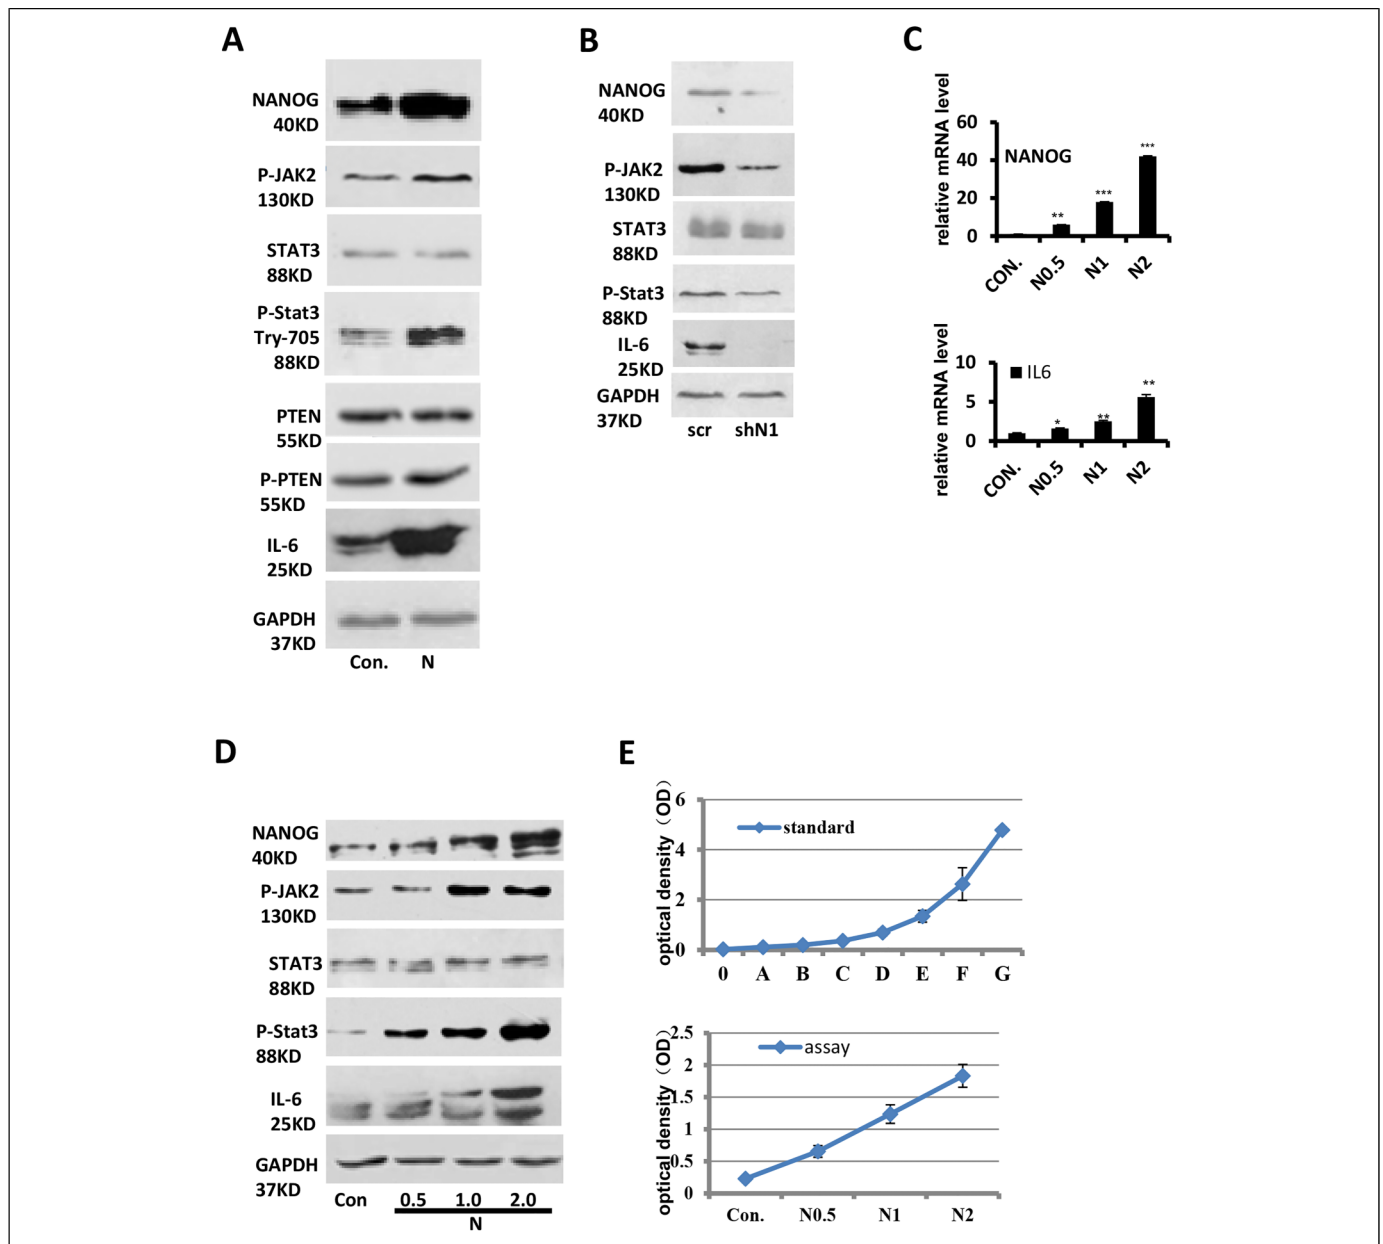 A
NANOG
40KD
P-JAK2
130KD
STAT3
88KD
P-Stat3
Try-705
88KD
PTEN
55KD
P-PTEN
55KD
IL-6
25KD
GAPDH
37KD
Con. N
B
NANOG
40KD
P-JAK2
130KD
STAT3
88KD
P-Stat3
88KD
IL-6
25KD
GAPDH
37KD
scr shN1
C
relative mRNA level
60
40
20
0
NANOG
** *** ***
CON. N0.5 N1 N2
relative mRNA level
10
5
0
IL6
* ** **
CON. N0.5 N1 N2
D
NANOG
40KD
P-JAK2
130KD
STAT3
88KD
P-Stat3
88KD
IL-6
25KD
GAPDH
37KD
Con 0.5 1.0 2.0
N
E
optical density（OD）
6
4
2
0
standard
0 A B C D E F G
optical density（OD）
2.5
2
1.5
1
0.5
0
assay
Con. N0.5 N1 N2